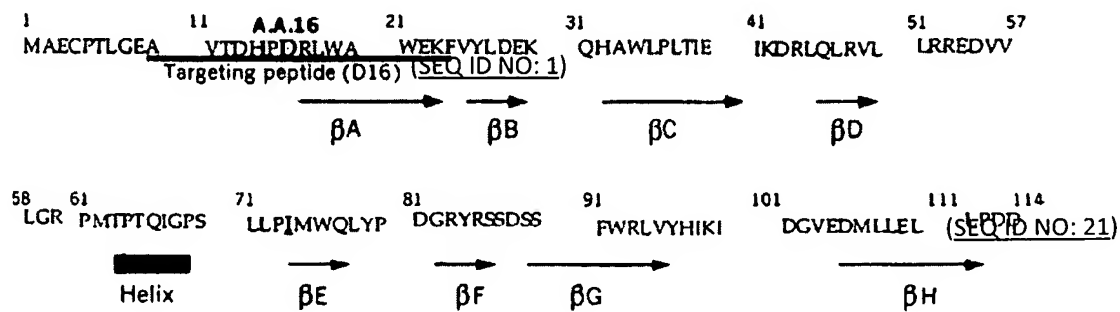 1 11 A.A.16 21 31 41 51 57
MAECPTLGEA VTDHPDRLWA WEKFVYLDEK QHAWLPLTIE IKDRLQLRVL LRREDVV
Targeting peptide (D16) (SEQ ID NO: 1)
βA βB βC βD
58 61 71 81 91 101 111 114
LGR PMTPTQIGPS LLPIMWQLYP DGRYRSSDSS FWRLVYHIKI DGVEDMLLEL (SEQ ID NO: 21) LPDD
Helix βE βF βG βH